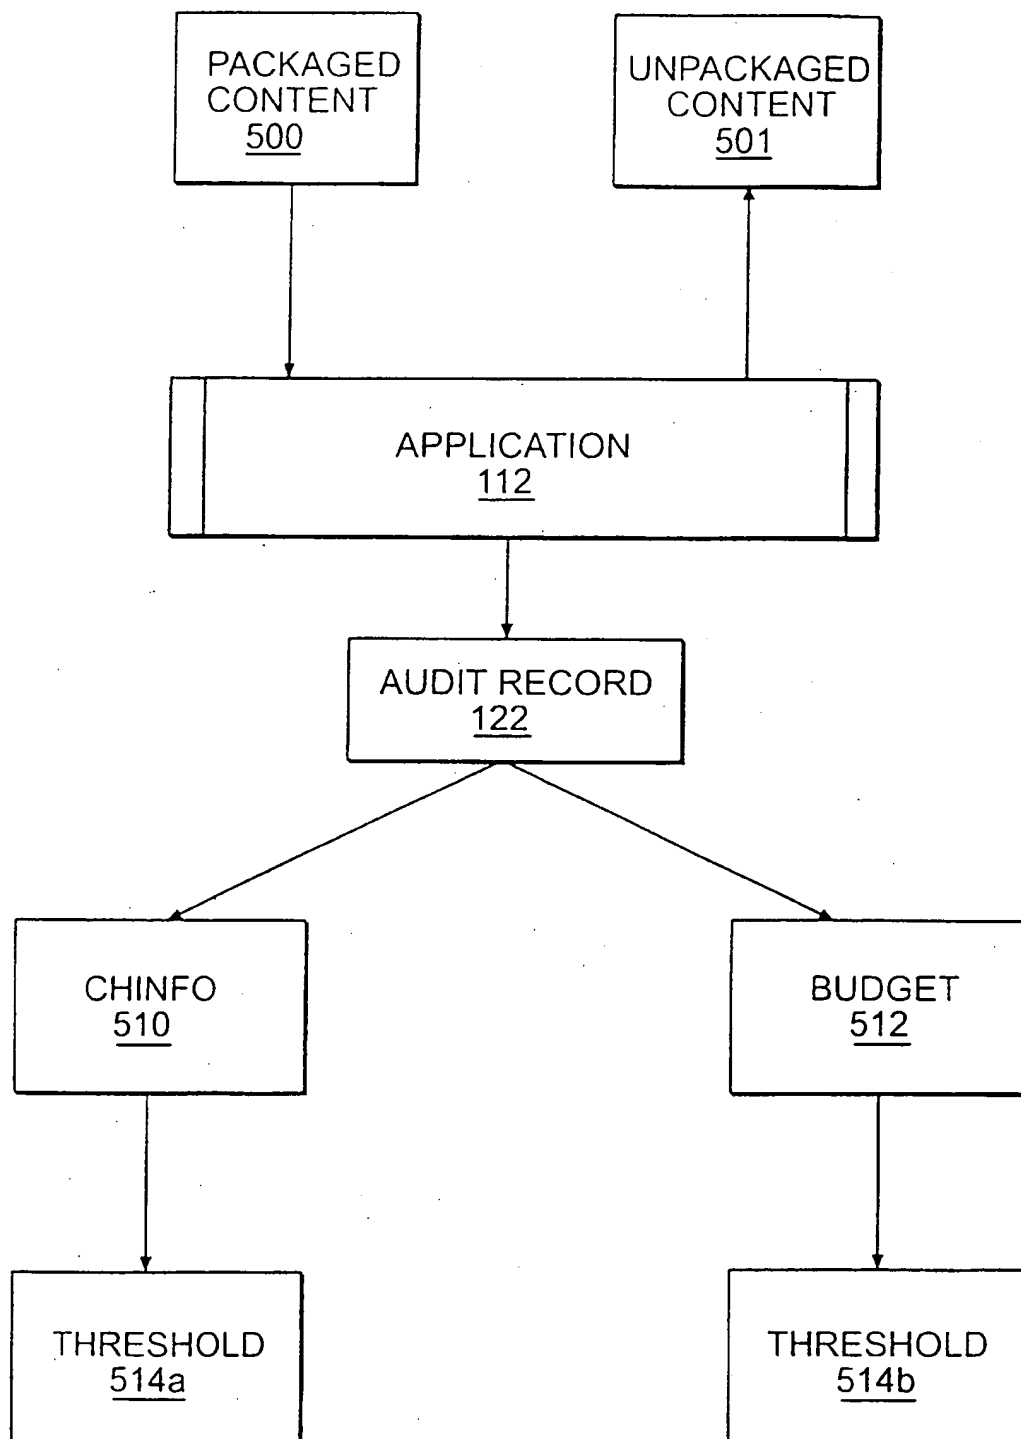 PACKAGED
CONTENT
500
UNPACKAGED
CONTENT
501
APPLICATION
112
AUDIT RECORD
122
CHINFO
510
BUDGET
512
THRESHOLD
514a
THRESHOLD
514b